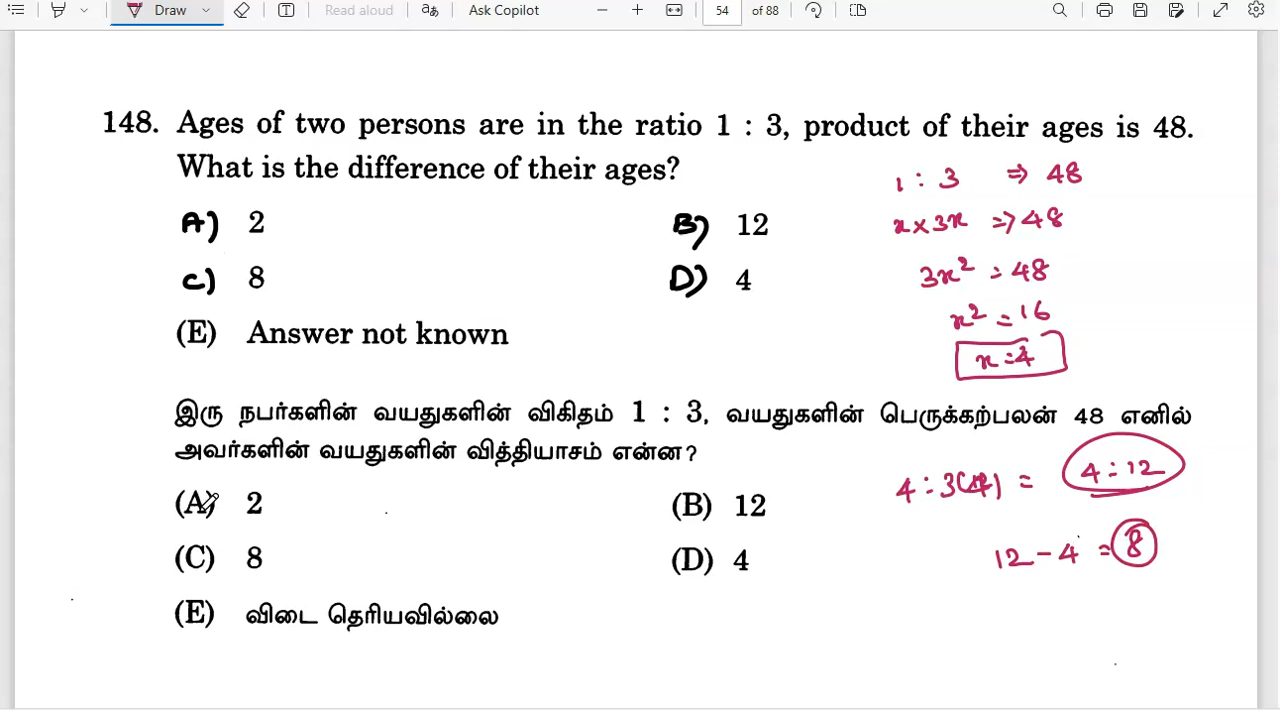 Draw Read aloud Ask Copilot 54 of 88
148. Ages of two persons are in the ratio 1 : 3, product of their ages is 48.
What is the difference of their ages?
1 : 3 ⇒ 48
A) 2 B) 12
x × 3x ⇒ 48
C) 8 D) 4
3x² = 48
x² = 16
(E) Answer not known
x = 4
இரு நபர்களின் வயதுகளின் விகிதம் 1 : 3, வயதுகளின் பெருக்கற்பலன் 48 எனில்
அவர்களின் வயதுகளின் வித்தியாசம் என்ன?
4 : 3(4) = 4 : 12
(A) 2 (B) 12
12 - 4 = 8
(C) 8 (D) 4
(E) விடை தெரியவில்லை